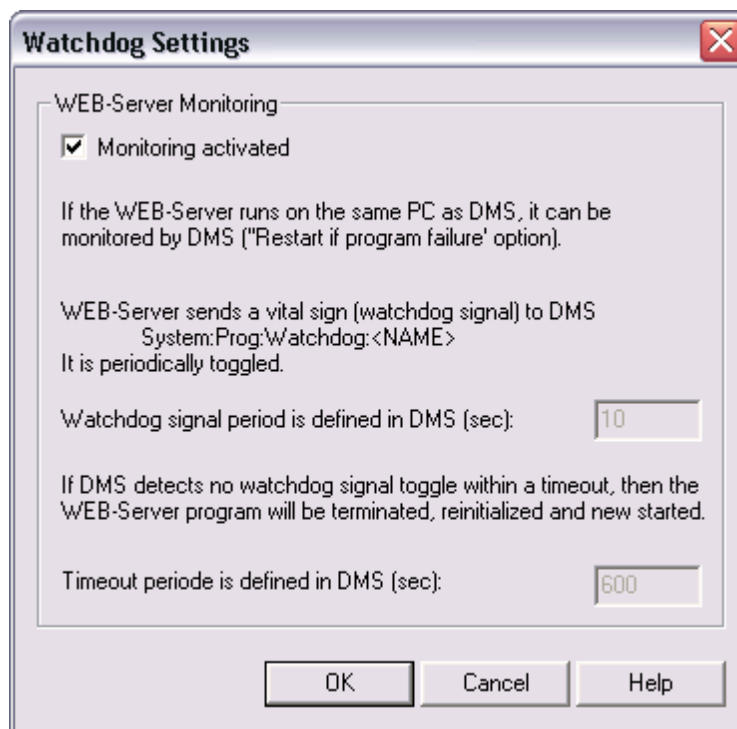 Watchdog Settings
WEB-Server Monitoring
Monitoring activated
If the WEB-Server runs on the same PC as DMS, it can be
monitored by DMS ("Restart if program failure' option).
WEB-Server sends a vital sign (watchdog signal) to DMS
System:Prog:Watchdog:<NAME>
It is periodically toggled.
Watchdog signal period is defined in DMS (sec): 10
If DMS detects no watchdog signal toggle within a timeout, then the
WEB-Server program will be terminated, reinitialized and new started.
Timeout periode is defined in DMS (sec): 600
OK Cancel Help